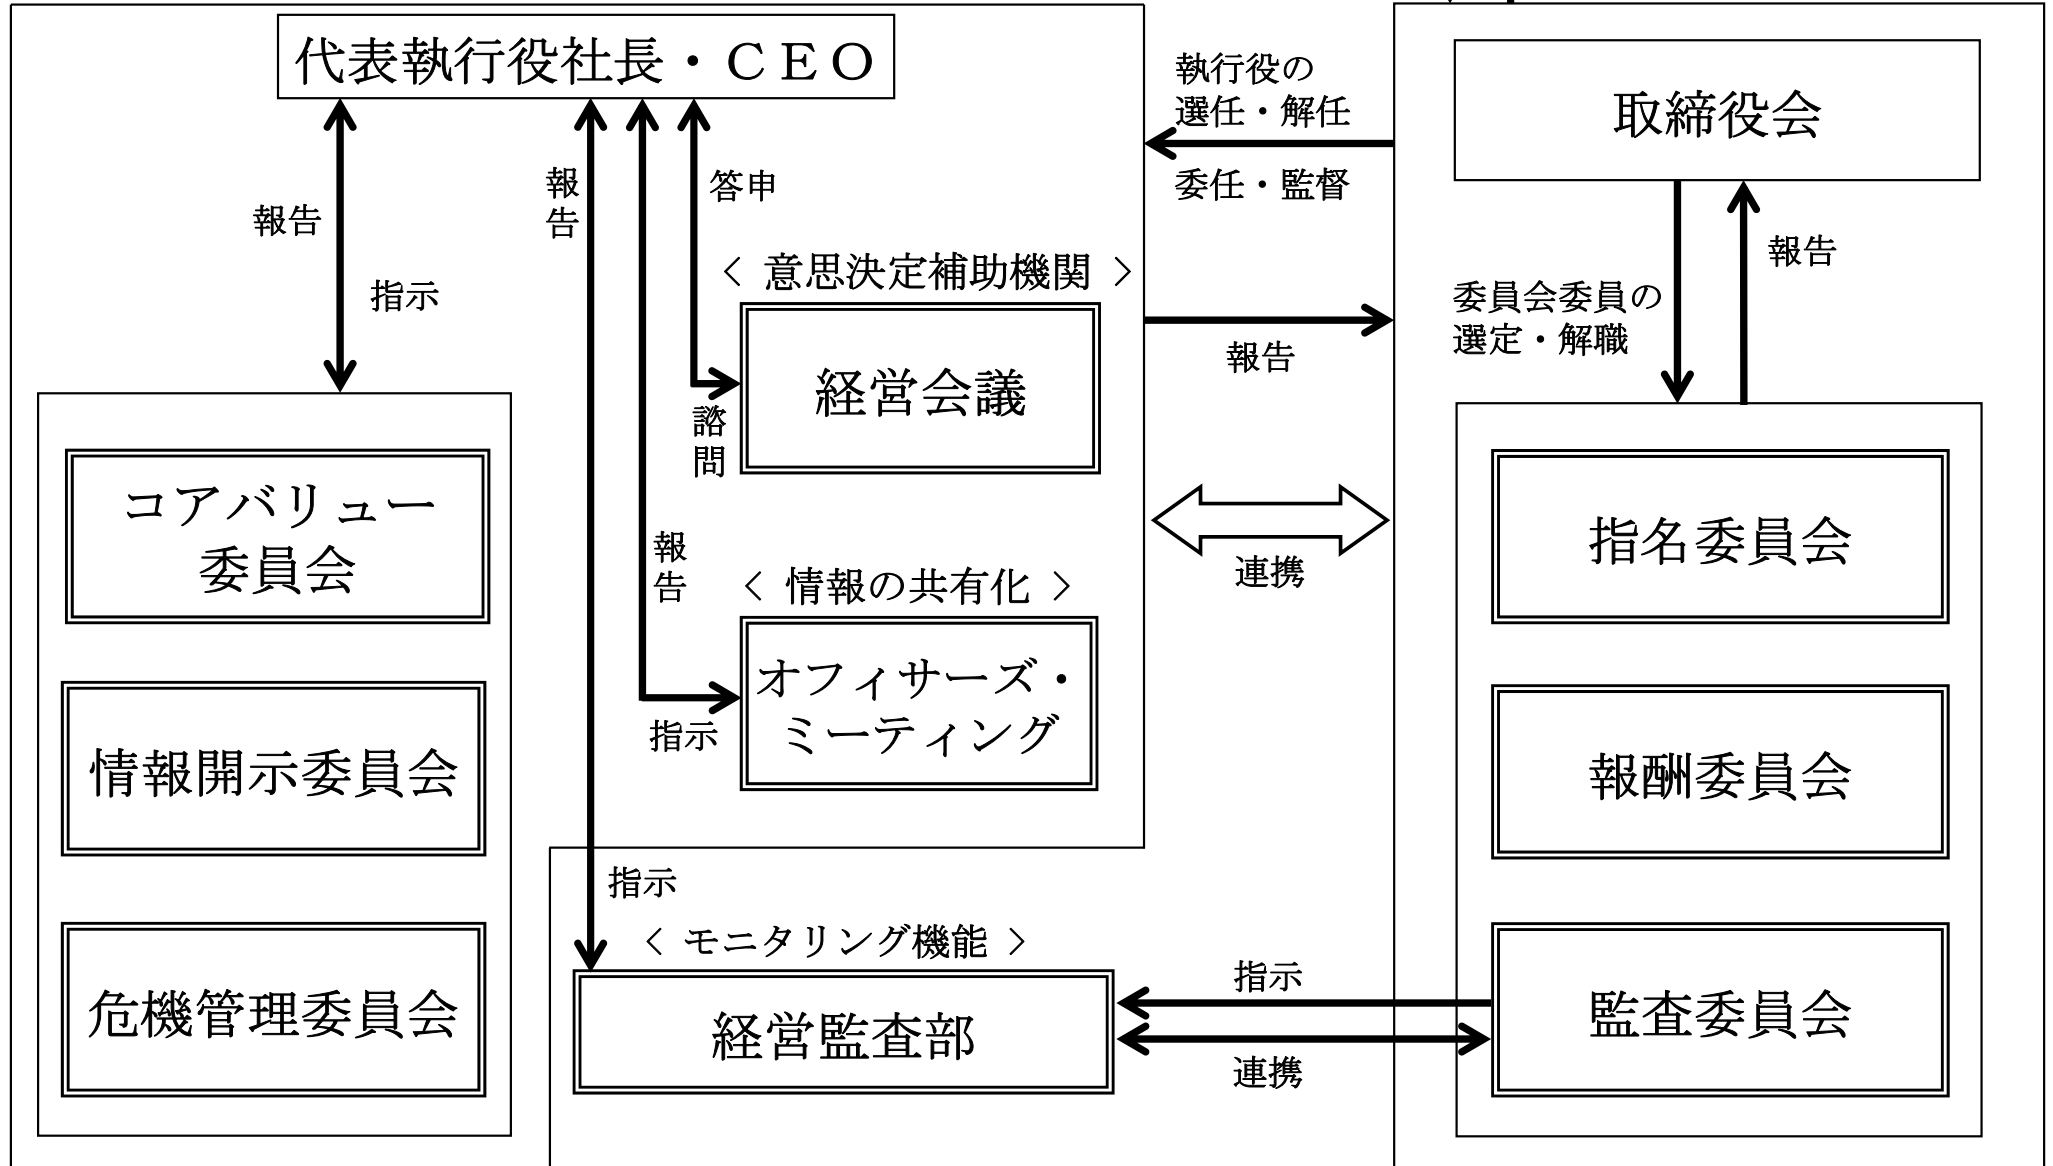 代表執行役社長・ＣＥＯ
執行役の
選任・解任
委任・監督
取締役会
報告
指示
報告
答申
報告
委員会委員の
選定・解職
〈 意思決定補助機関 〉
経営会議
諮問
報告
コアバリュー
委員会
連携
指名委員会
報告
〈 情報の共有化 〉
オフィサーズ・
ミーティング
指示
情報開示委員会
報酬委員会
指示
〈 モニタリング機能 〉
経営監査部
指示
連携
危機管理委員会
監査委員会